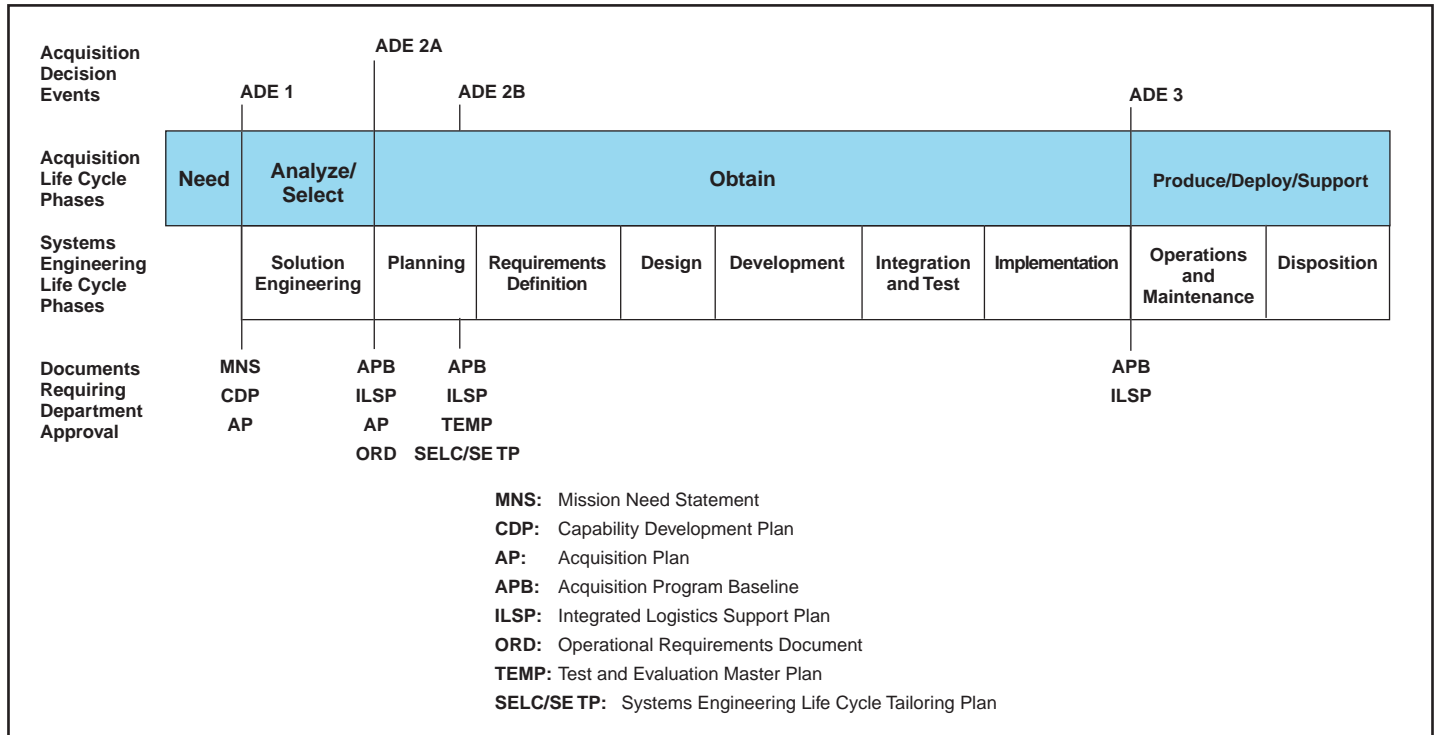 Acquisition
Decision
Events
ADE 1
ADE 2A
ADE 2B
ADE 3
Acquisition
Life Cycle
Phases
Need
Analyze/
Select
Obtain
Produce/Deploy/Support
Systems
Engineering
Life Cycle
Phases
Solution
Engineering
Planning
Requirements
Definition
Design
Development
Integration
and Test
Implementation
Operations
and
Maintenance
Disposition
Documents
Requiring
Department
Approval
MNS
CDP
AP
APB
ILSP
AP
ORD
APB
ILSP
TEMP
SELC/SE TP
APB
ILSP
MNS: Mission Need Statement
CDP: Capability Development Plan
AP: Acquisition Plan
APB: Acquisition Program Baseline
ILSP: Integrated Logistics Support Plan
ORD: Operational Requirements Document
TEMP: Test and Evaluation Master Plan
SELC/SE TP: Systems Engineering Life Cycle Tailoring Plan